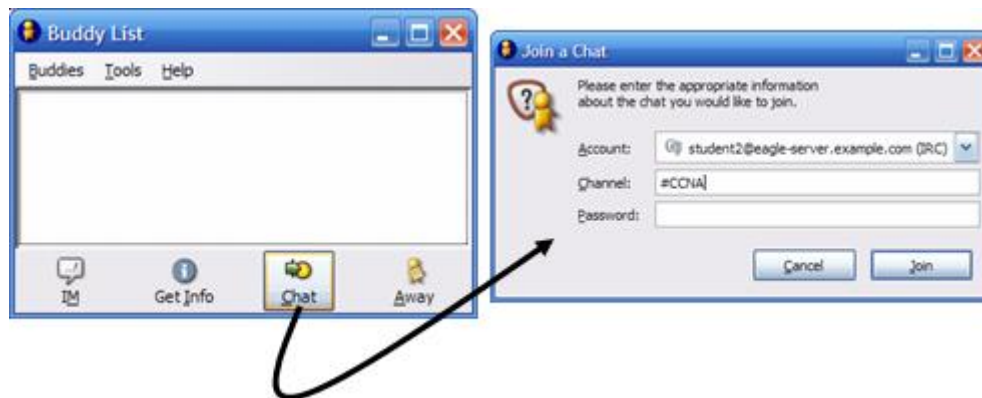 Buddy List
Buddies Tools Help
IM Get Info Chat Away
Join a Chat
Please enter the appropriate information
about the chat you would like to join.
Account: student2@eagle-server.example.com (IRC)
Channel: #CCNA
Password:
Cancel Join